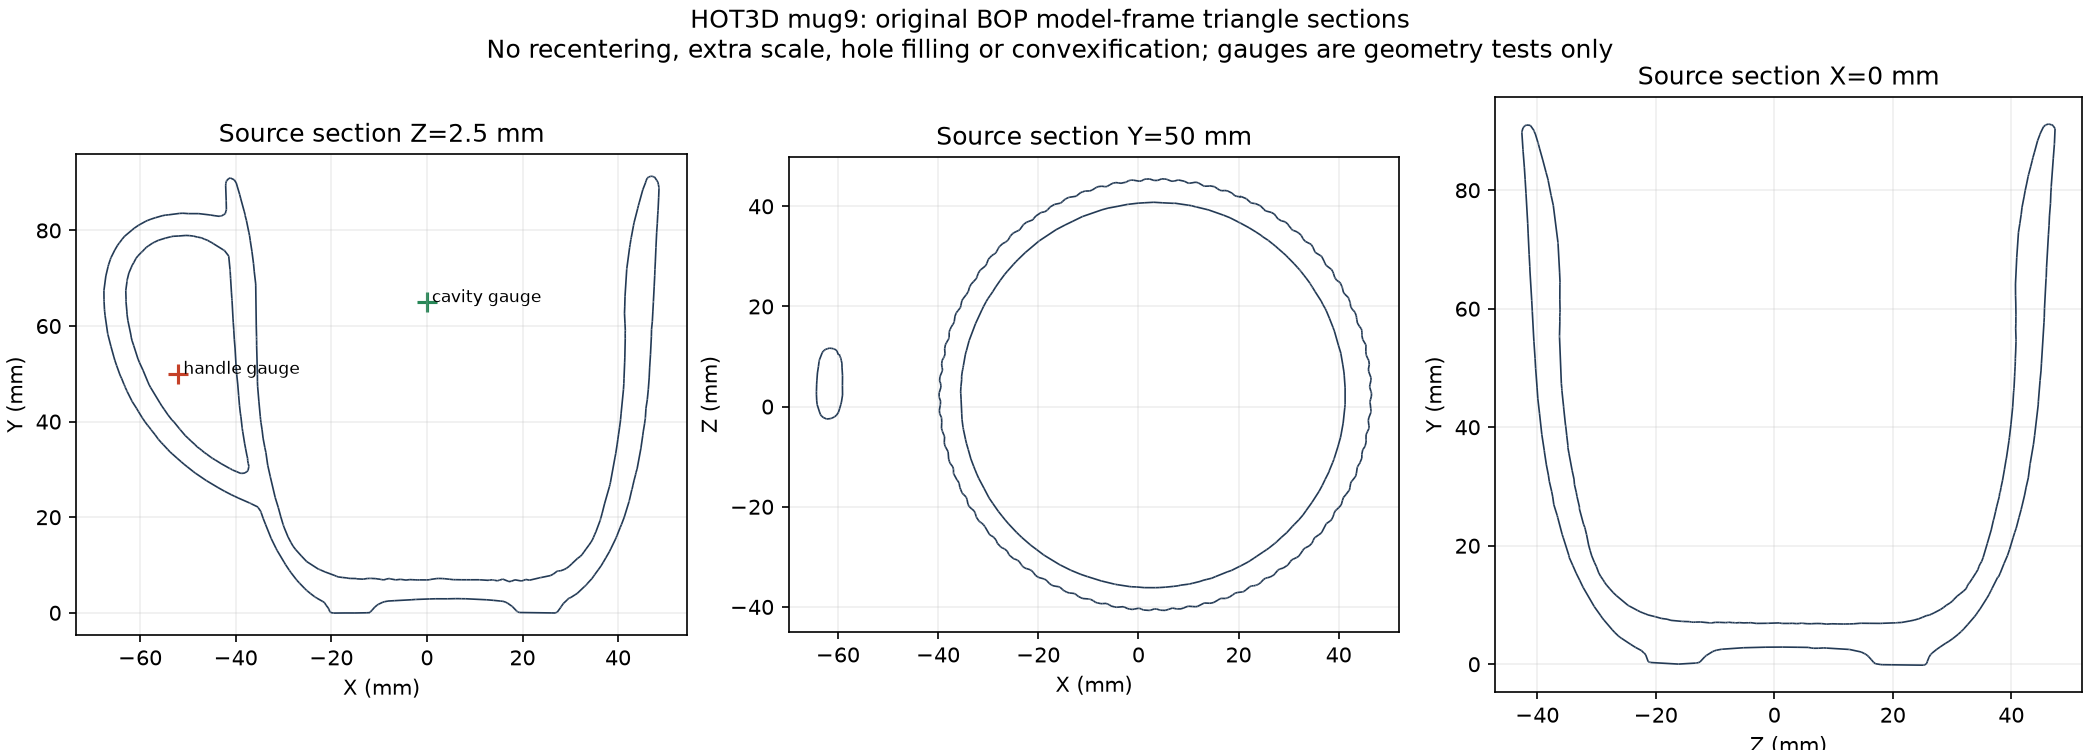 HOT3D mug9: original BOP model-frame triangle sections
No recentering, extra scale, hole filling or convexification; gauges are geometry tests only
Source section Z=2.5 mm
Y (mm)
80
60
40
20
0
cavity gauge
handle gauge
−60 −40 −20 0 20 40
X (mm)
Source section Y=50 mm
Z (mm)
40
20
0
−20
−40
−60 −40 −20 0 20 40
X (mm)
Source section X=0 mm
Y (mm)
80
60
40
20
0
−40 −20 0 20 40
Z (mm)